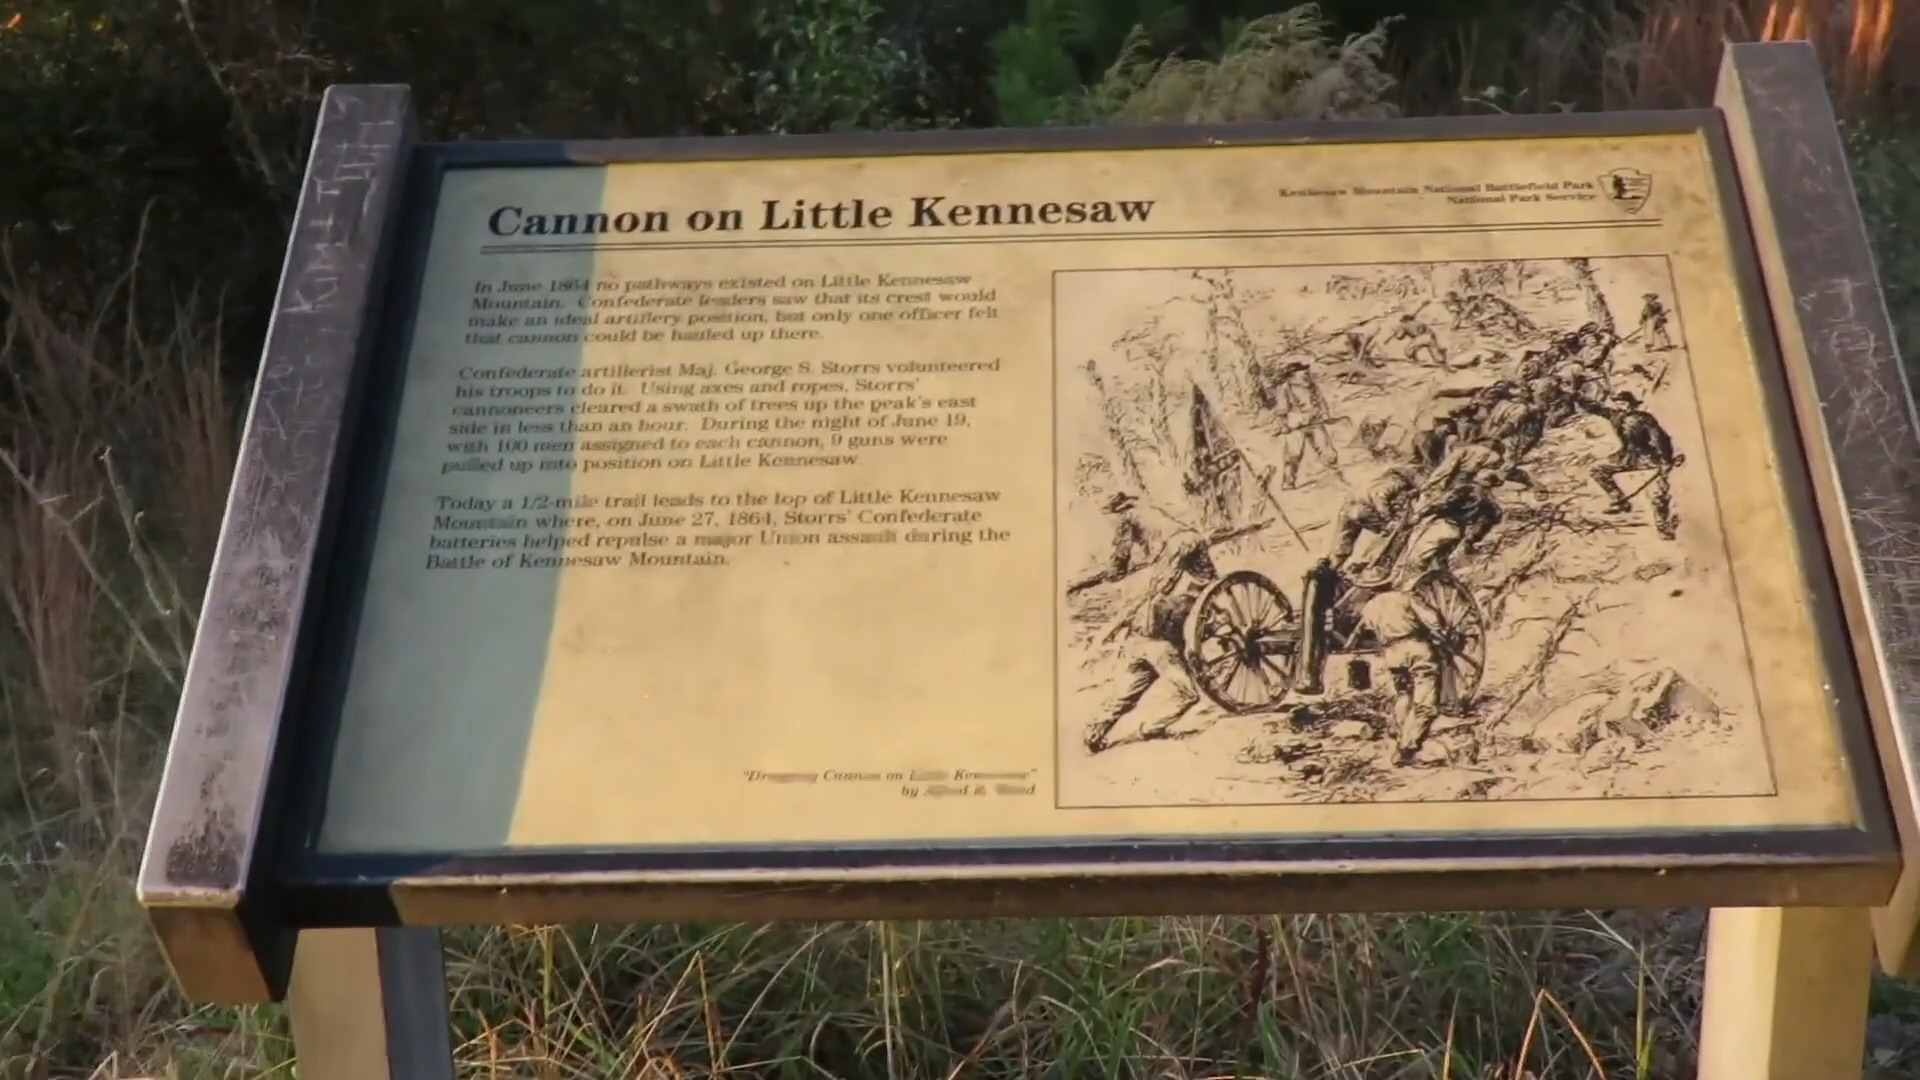 Cannon on Little Kennesaw
Kennesaw Mountain National Battlefield Park
National Park Service
In June 1864 no pathways existed on Little Kennesaw
Mountain. Confederate leaders saw that its crest would
make an ideal artillery position, but only one officer felt
that cannon could be hauled up there.
Confederate artillerist Maj. George S. Storrs volunteered
his troops to do it. Using axes and ropes, Storrs'
cannoneers cleared a swath of trees up the peak's east
side in less than an hour. During the night of June 19,
with 100 men assigned to each cannon, 9 guns were
pulled up into position on Little Kennesaw.
Today a 1/2-mile trail leads to the top of Little Kennesaw
Mountain where, on June 27, 1864, Storrs' Confederate
batteries helped repulse a major Union assault during the
Battle of Kennesaw Mountain.
"Dragging Cannon on Little Kennesaw"
by